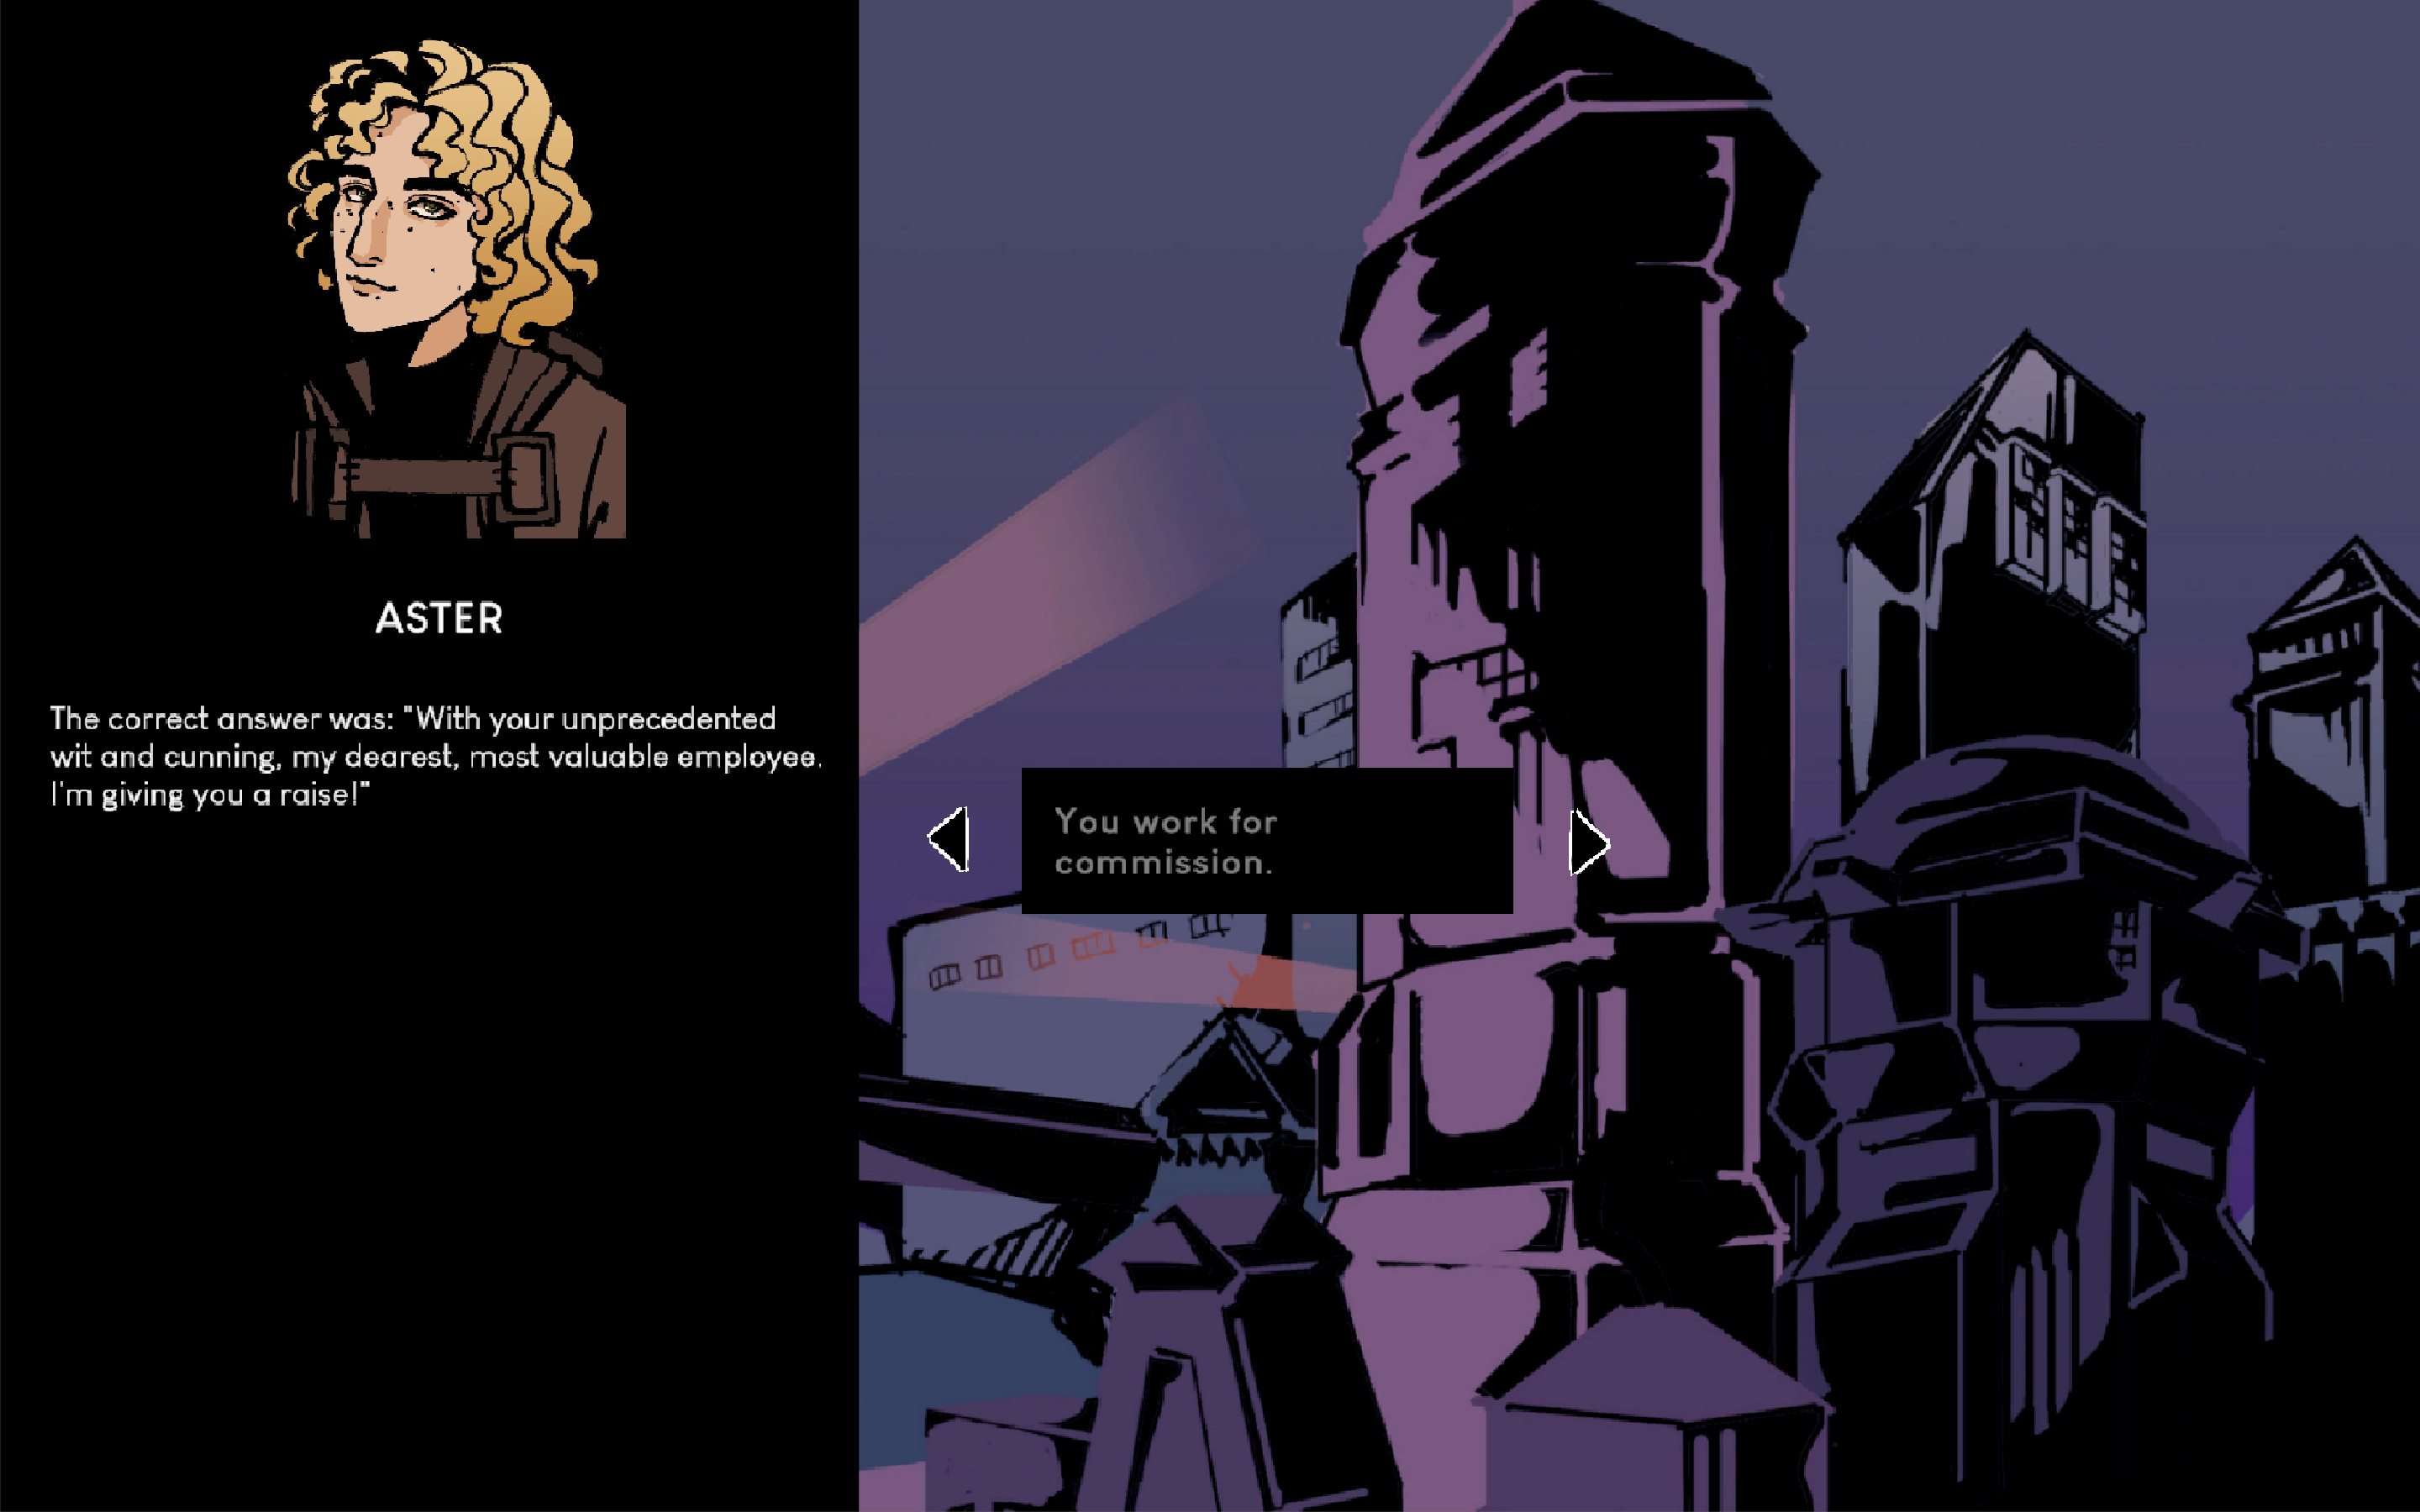 ASTER
The correct answer was: "With your unprecedented
wit and cunning, my dearest, most valuable employee.
I'm giving you a raise!"
You work for
commission.